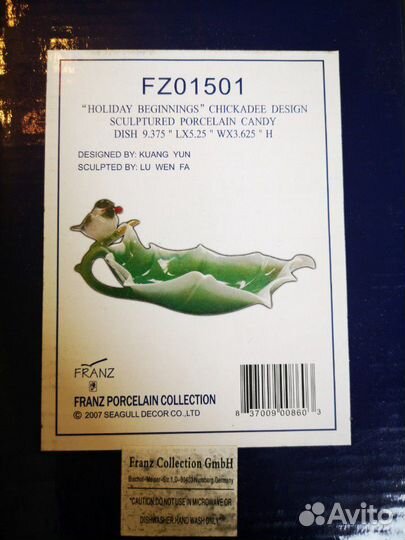 FZ01501
"HOLIDAY BEGINNINGS" CHICKADEE DESIGN
SCULPTURED PORCELAIN CANDY
DISH 9.375 " LX5.25 " WX3.625 " H
DESIGNED BY: KUANG YUN
SCULPTED BY: LU WEN FA
FRANZ
FRANZ PORCELAIN COLLECTION
© 2007 SEAGULL DECOR CO.,LTD
8 37009 00860 3
Franz Collection GmbH
Nürnberg, Germany
"CAUTION DO NOT USE IN MICROWAVE OR
DISHWASHER. HAND WASH ONLY"
Avito